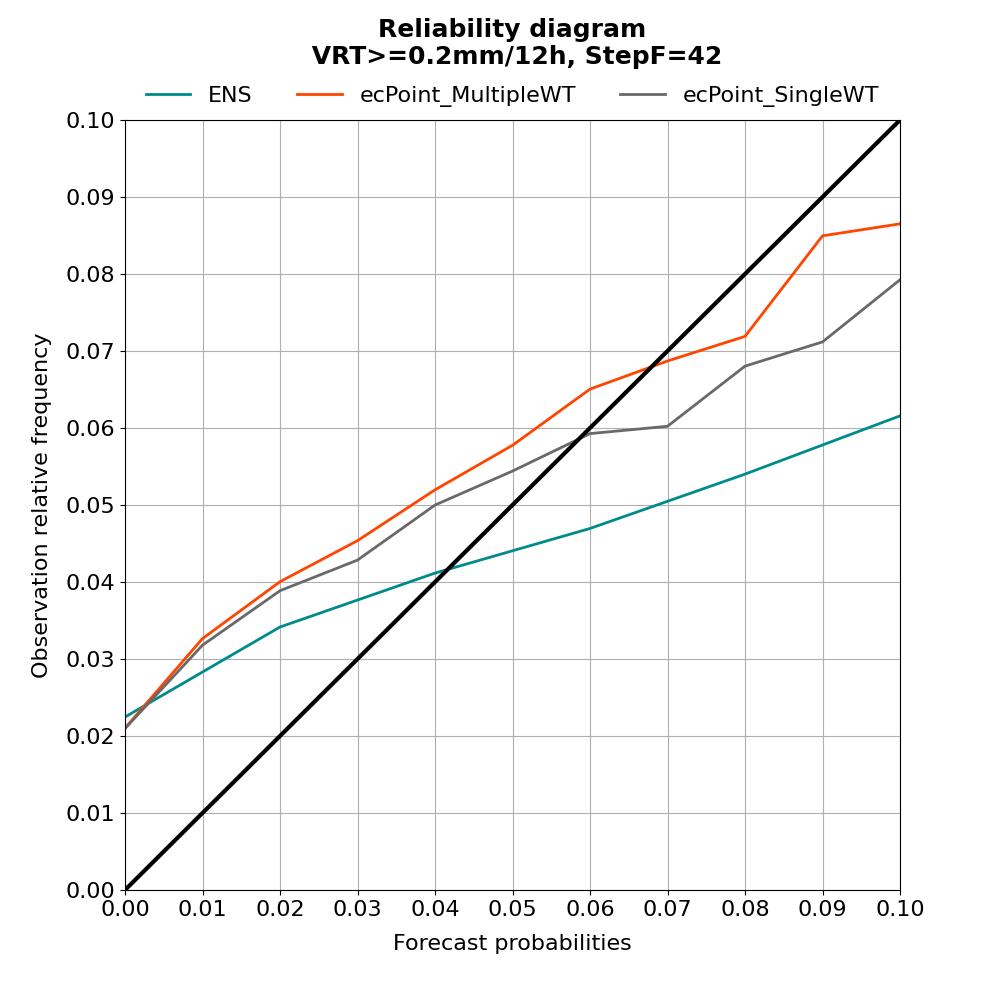 Reliability diagram
VRT>=0.2mm/12h, StepF=42
ENS ecPoint_MultipleWT ecPoint_SingleWT
0.10
0.09
0.08
0.07
0.06
0.05
0.04
0.03
0.02
0.01
0.00
Observation relative frequency
0.00 0.01 0.02 0.03 0.04 0.05 0.06 0.07 0.08 0.09 0.10
Forecast probabilities